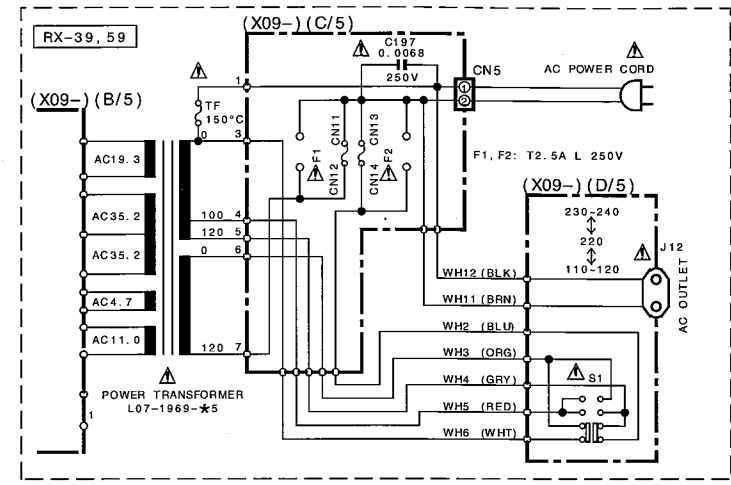 RX-39, 59
(X09-) (C/5)
C197
0.0068
250V
CN5
1
2
AC POWER CORD
(X09-) (B/5)
TF
150°C
1
0 3
CN11
CN13
F1
F2
CN12
CN14
F1, F2: T2.5A L 250V
AC19.3
AC35.2
AC35.2
AC4.7
AC11.0
100 4
120 5
0 6
120 7
(X09-) (D/5)
230~240
220
110~120
J12
AC OUTLET
WH12 (BLK)
WH11 (BRN)
WH2 (BLU)
WH3 (ORG)
WH4 (GRY)
WH5 (RED)
WH6 (WHT)
S1
POWER TRANSFORMER
L07-1969-*5
1